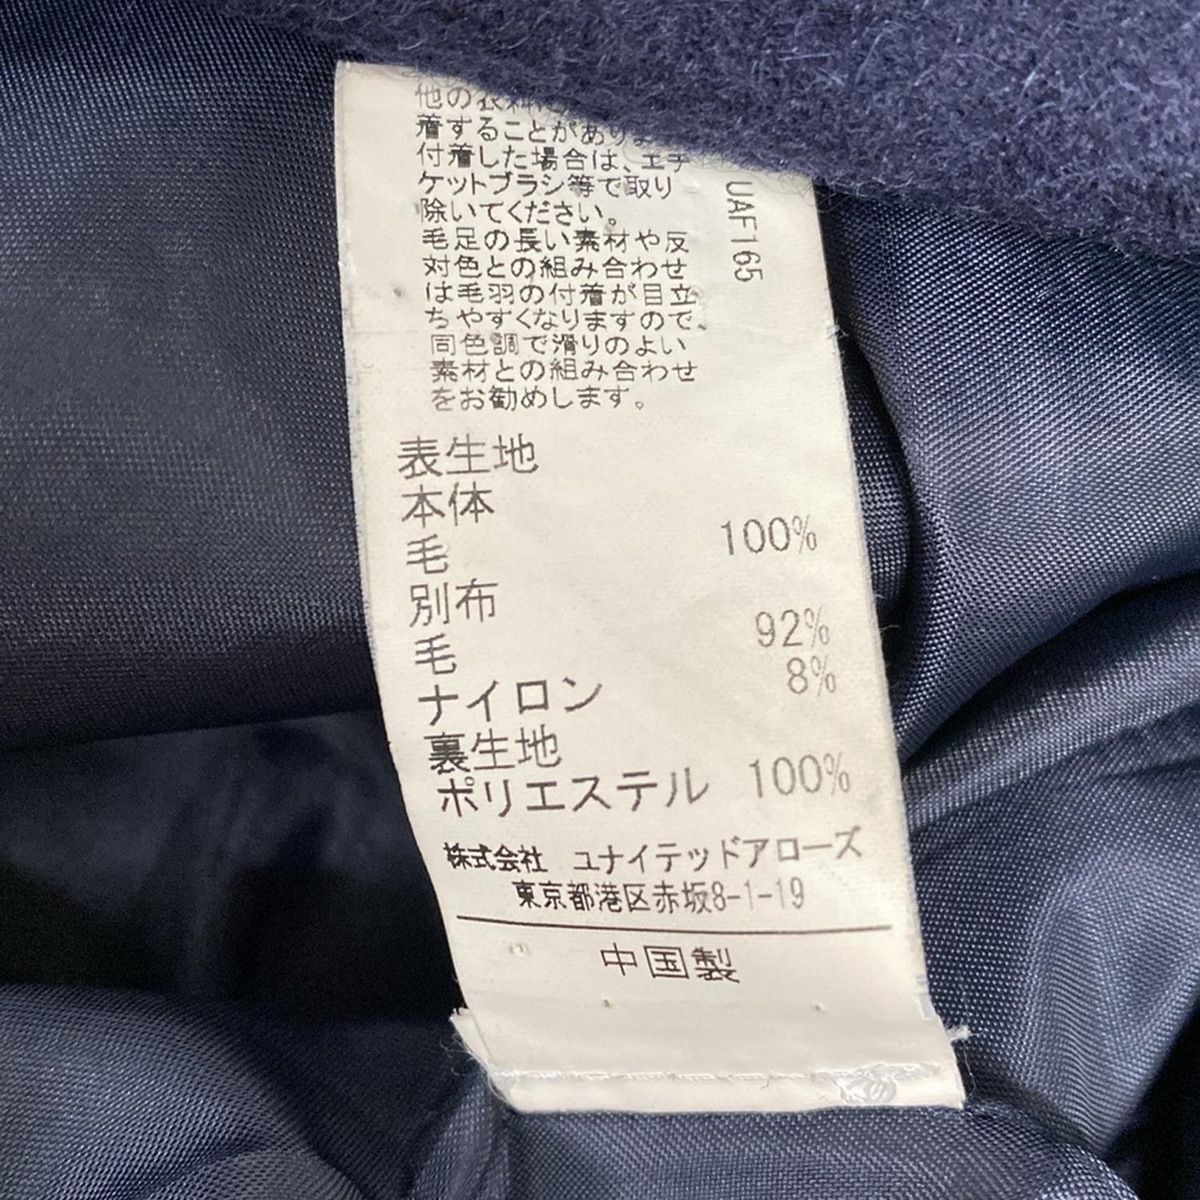 他の衣料に
着することがありま
付着した場合は、エチ
ケットブラシ等で取り
除いてください。
毛足の長い素材や反
対色との組み合わせ
は毛羽の付着が目立
ちやすくなりますので、
同色調で滑りのよい
素材との組み合わせ
をお勧めします。
UAF165
表生地
本体
毛 100%
別布
毛 92%
ナイロン 8%
裏生地
ポリエステル 100%
株式会社 ユナイテッドアローズ
東京都港区赤坂8-1-19
中国製